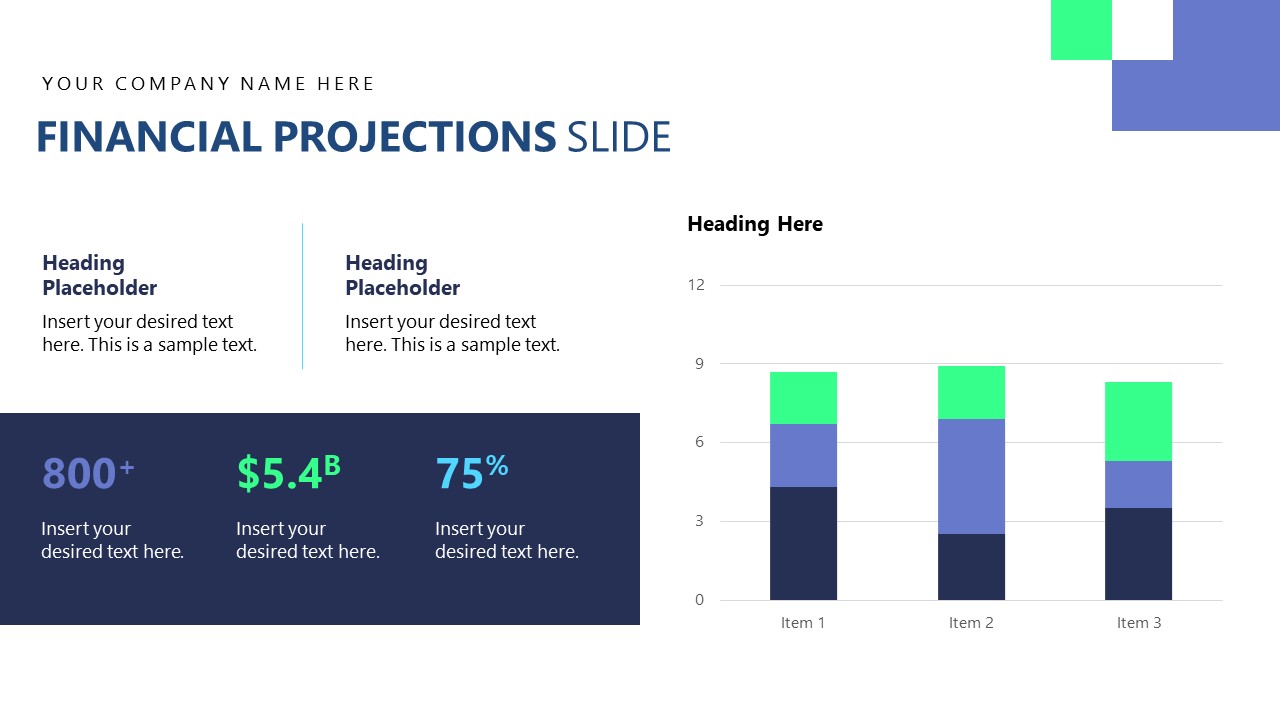 YOUR COMPANY NAME HERE
FINANCIAL PROJECTIONS SLIDE
Heading
Placeholder
Insert your desired text
here. This is a sample text.
Heading
Placeholder
Insert your desired text
here. This is a sample text.
800+
Insert your
desired text here.
$5.4B
Insert your
desired text here.
75%
Insert your
desired text here.
Heading Here
12
9
6
3
0
Item 1
Item 2
Item 3